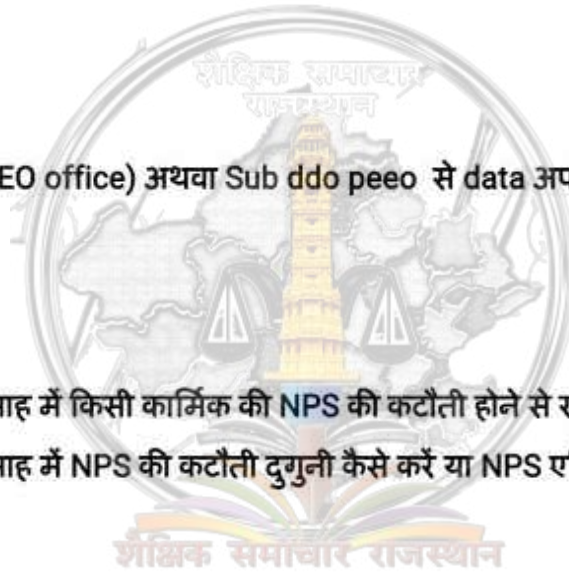 शैक्षिक समाचार
राजस्थान
EO office) अथवा Sub ddo peeo से data अप
माह में किसी कार्मिक की NPS की कटौती होने से र
माह में NPS की कटौती दुगुनी कैसे करें या NPS ए
शैक्षिक समाचार राजस्थान